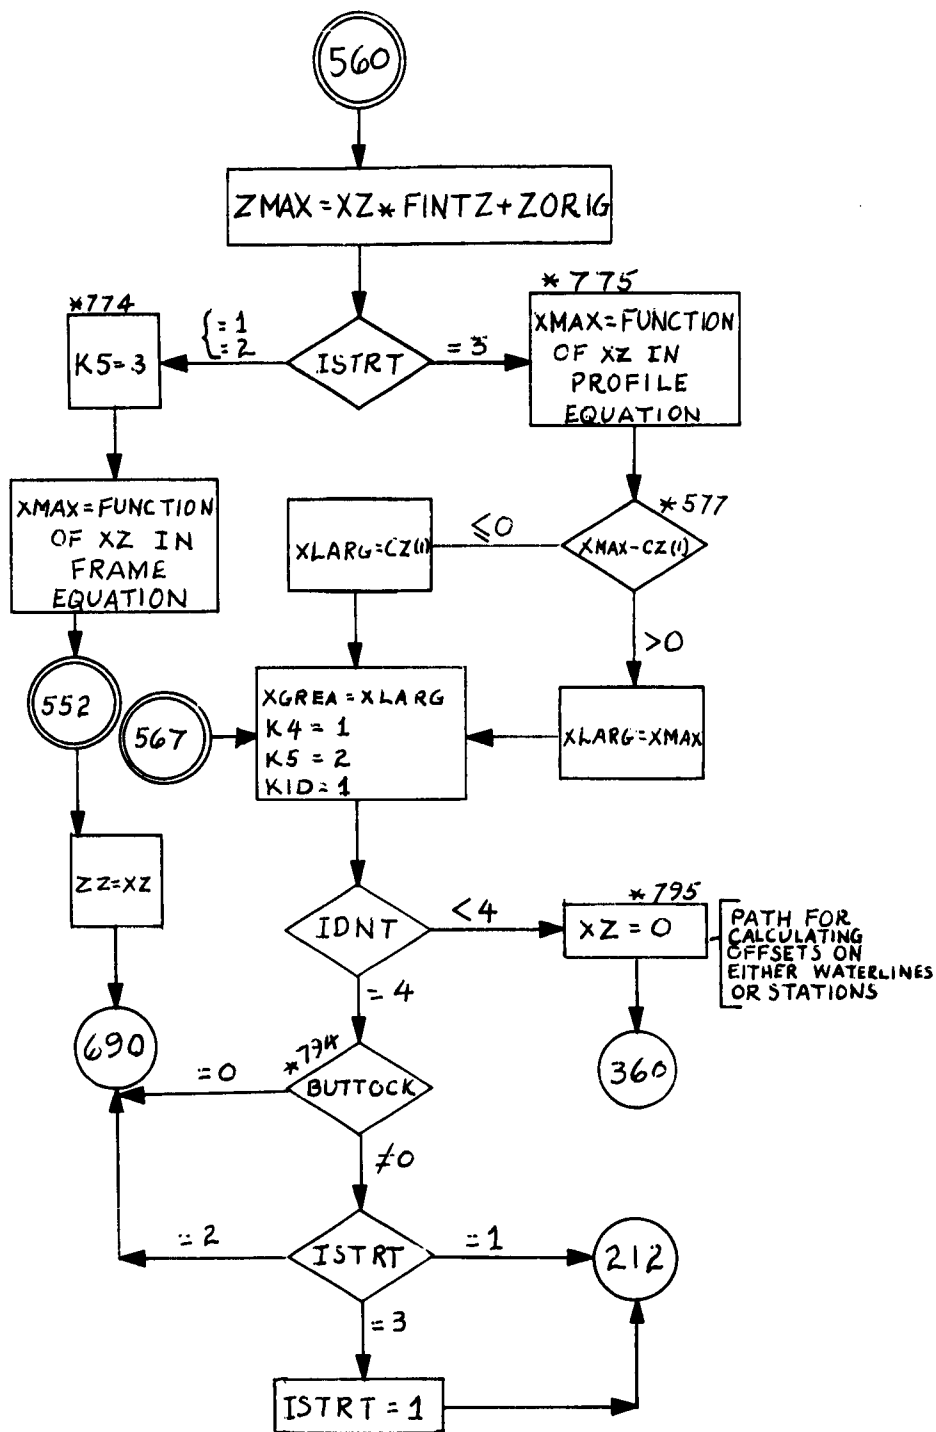 560
ZMAX = XZ * FINTZ + ZORIG
*774
K5 = 3
{ = 1
= 2
ISTRT
= 3
*775
XMAX = FUNCTION
OF XZ IN
PROFILE
EQUATION
XMAX = FUNCTION
OF XZ IN
FRAME
EQUATION
XLARG = CZ(1)
≤0
*577
XMAX - CZ(1)
>0
552
567
XGREA = XLARG
K4 = 1
K5 = 2
KID = 1
XLARG = XMAX
ZZ = XZ
IDNT
<4
*795
XZ = 0
PATH FOR
CALCULATING
OFFSETS ON
EITHER WATERLINES
OR STATIONS
= 4
690
= 0
*794
BUTTOCK
360
≠0
= 2
ISTRT
= 1
212
= 3
ISTRT = 1